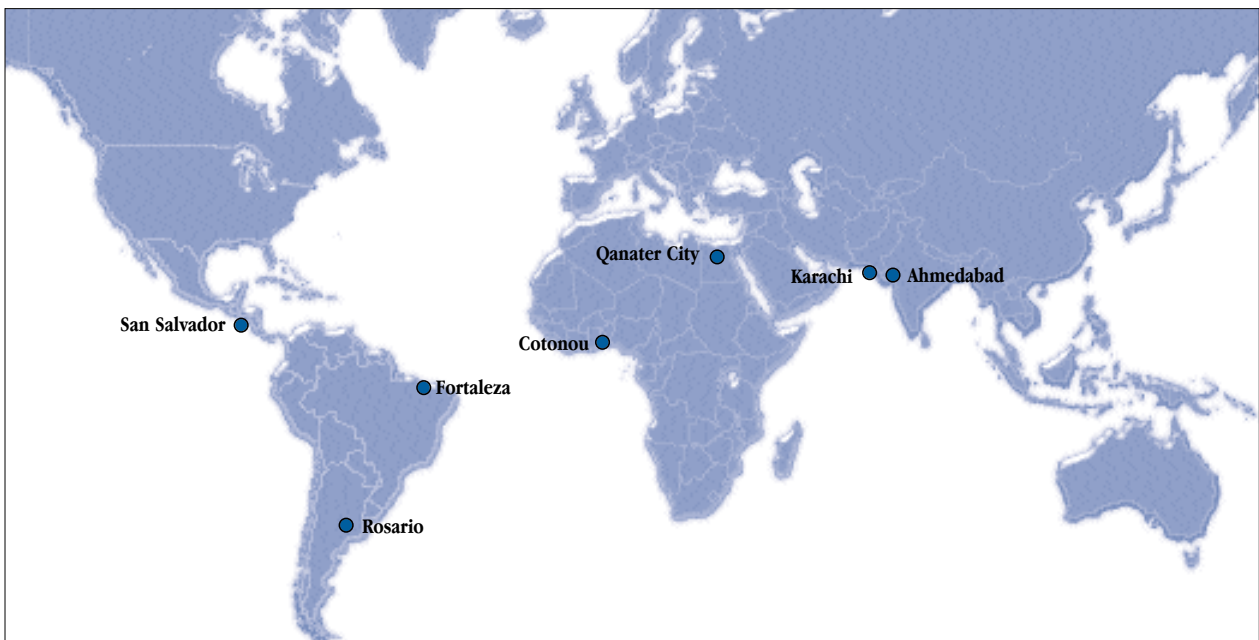 Qanater City
Karachi
Ahmedabad
San Salvador
Cotonou
Fortaleza
Rosario